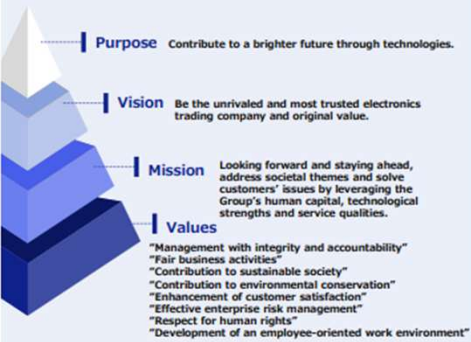 Purpose Contribute to a brighter future through technologies.
Vision Be the unrivaled and most trusted electronics
trading company and original value.
Mission Looking forward and staying ahead,
address societal themes and solve
customers' issues by leveraging the
Group's human capital, technological
strengths and service qualities.
Values
"Management with integrity and accountability"
"Fair business activities"
"Contribution to sustainable society"
"Contribution to environmental conservation"
"Enhancement of customer satisfaction"
"Effective enterprise risk management"
"Respect for human rights"
"Development of an employee-oriented work environment"